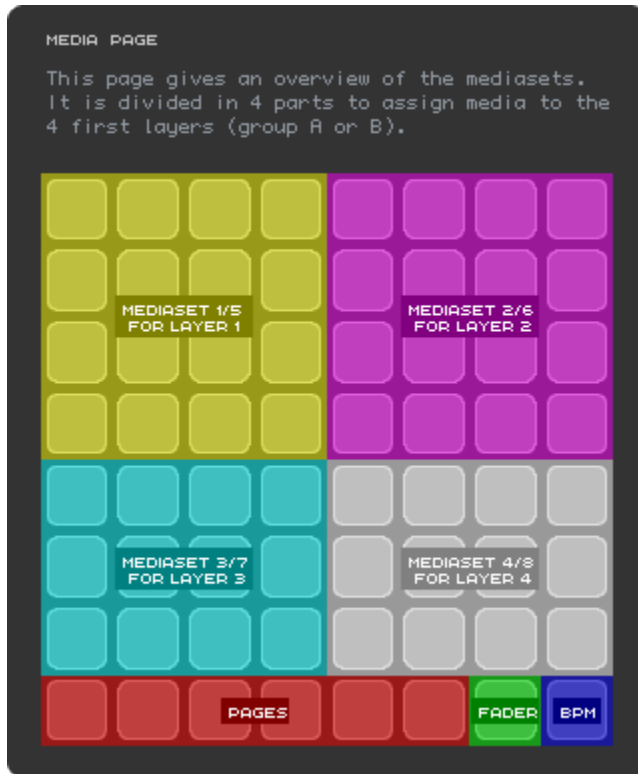 MEDIA PAGE
This page gives an overview of the mediasets.
It is divided in 4 parts to assign media to the
4 first layers (group A or B).
MEDIASET 1/5
FOR LAYER 1
MEDIASET 2/6
FOR LAYER 2
MEDIASET 3/7
FOR LAYER 3
MEDIASET 4/8
FOR LAYER 4
PAGES
FADER
BPM